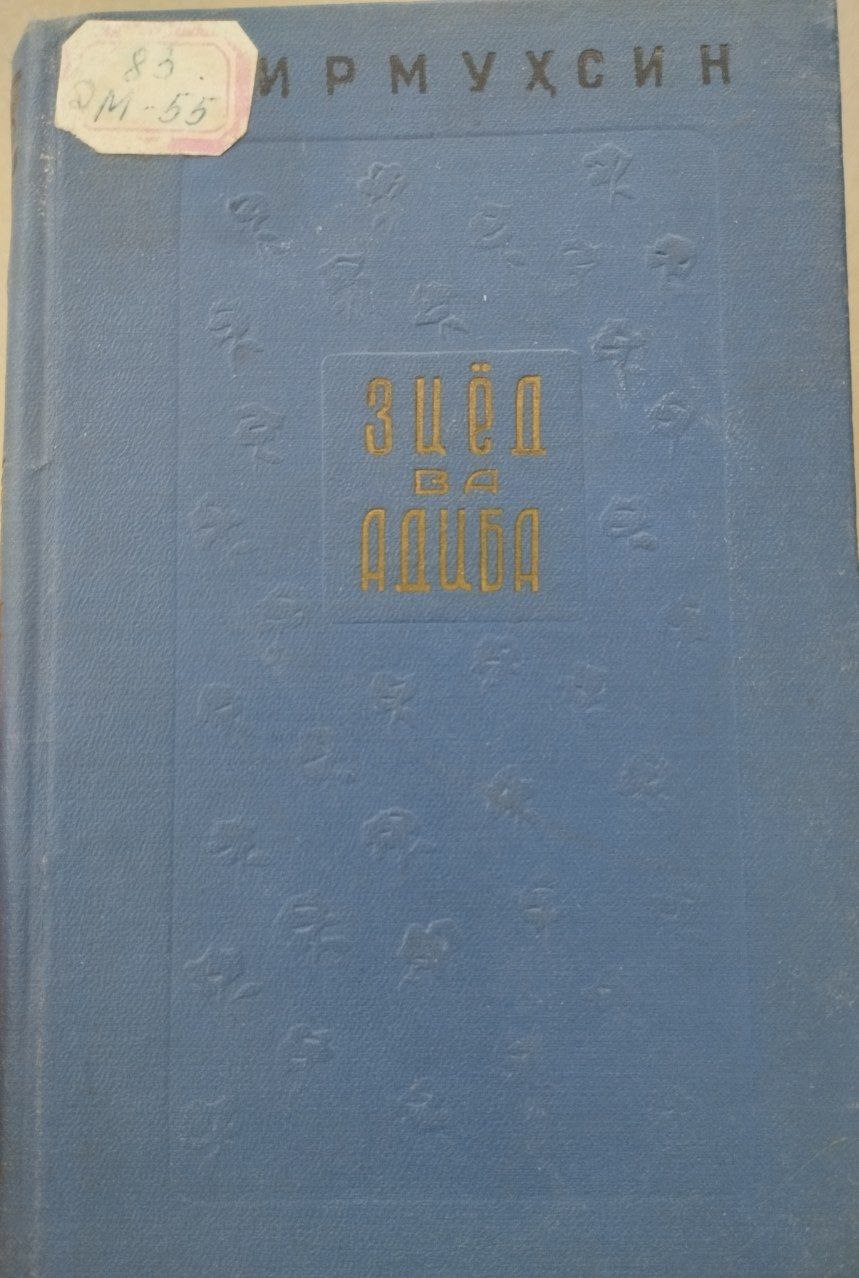 83.
М-55
ИРМУҲСИН
ЗИЁД
ВА
АДИБА